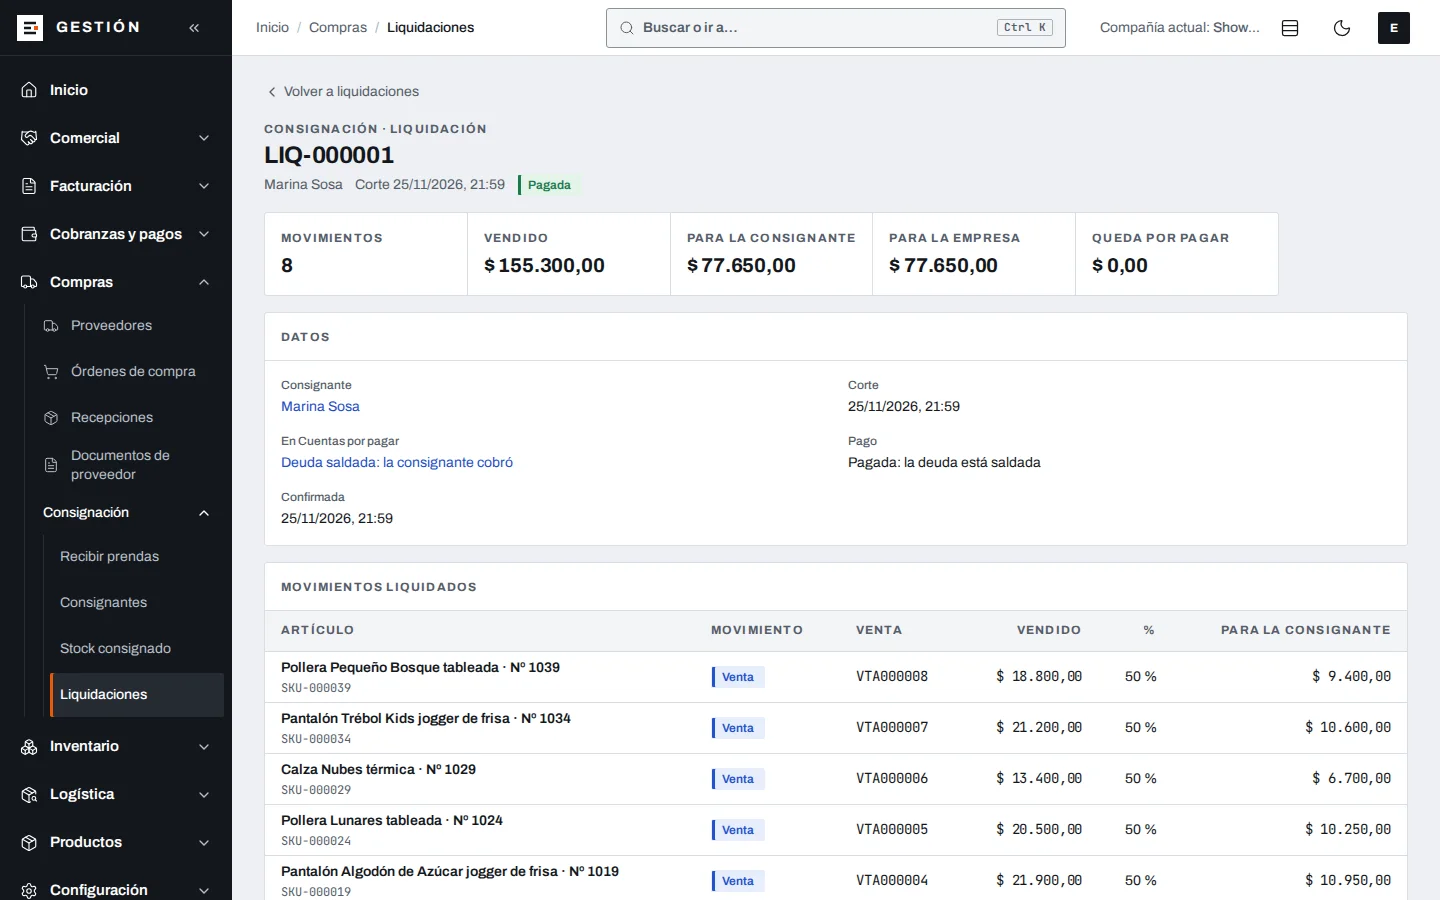 GESTIÓN
Inicio / Compras / Liquidaciones
Buscar o ir a...
Ctrl K
Compañía actual: Show...
E
Inicio
Comercial
Facturación
Cobranzas y pagos
Compras
Proveedores
Órdenes de compra
Recepciones
Documentos de
proveedor
Consignación
Recibir prendas
Consignantes
Stock consignado
Liquidaciones
Inventario
Logística
Productos
Configuración
Volver a liquidaciones
CONSIGNACIÓN · LIQUIDACIÓN
LIQ-000001
Marina Sosa Corte 25/11/2026, 21:59 Pagada
MOVIMIENTOS
8
VENDIDO
$ 155.300,00
PARA LA CONSIGNANTE
$ 77.650,00
PARA LA EMPRESA
$ 77.650,00
QUEDA POR PAGAR
$ 0,00
DATOS
Consignante
Marina Sosa
Corte
25/11/2026, 21:59
En Cuentas por pagar
Deuda saldada: la consignante cobró
Pago
Pagada: la deuda está saldada
Confirmada
25/11/2026, 21:59
MOVIMIENTOS LIQUIDADOS
ARTÍCULO MOVIMIENTO VENTA VENDIDO % PARA LA CONSIGNANTE
Pollera Pequeño Bosque tableada · Nº 1039
SKU-000039
Venta VTA000008 $ 18.800,00 50 % $ 9.400,00
Pantalón Trébol Kids jogger de frisa · Nº 1034
SKU-000034
Venta VTA000007 $ 21.200,00 50 % $ 10.600,00
Calza Nubes térmica · Nº 1029
SKU-000029
Venta VTA000006 $ 13.400,00 50 % $ 6.700,00
Pollera Lunares tableada · Nº 1024
SKU-000024
Venta VTA000005 $ 20.500,00 50 % $ 10.250,00
Pantalón Algodón de Azúcar jogger de frisa · Nº 1019
SKU-000019
Venta VTA000004 $ 21.900,00 50 % $ 10.950,00